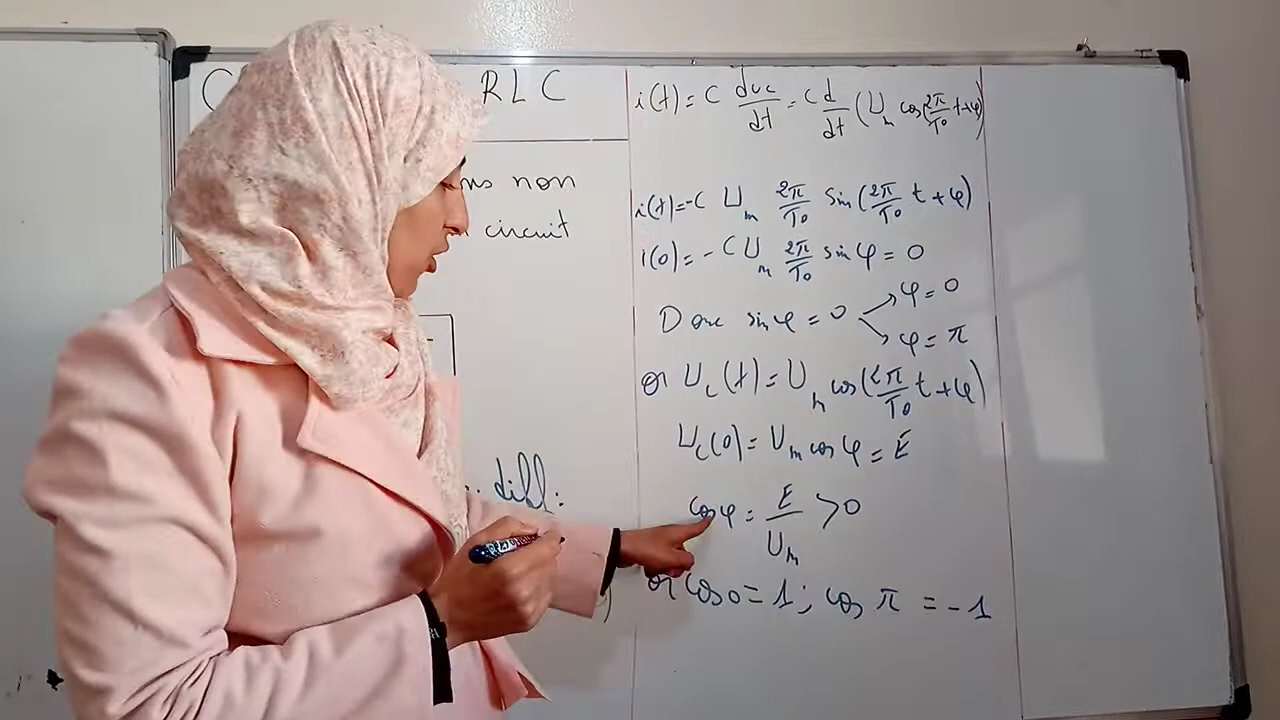 C RLC
ns non
circuit
.. diff:
i(t) = C duc/dt = C d/dt (Um cos(2π/T0 t+φ)
i(t) = -C Um 2π/T0 sin(2π/T0 t + φ)
i(0) = - C Um 2π/T0 sin φ = 0
Donc sin φ = 0 → φ = 0
→ φ = π
or Uc(t) = Um cos(2π/T0 t+φ)
Uc(0) = Um cos φ = E
cos φ = E/Um > 0
or cos 0 = 1 ; cos π = -1